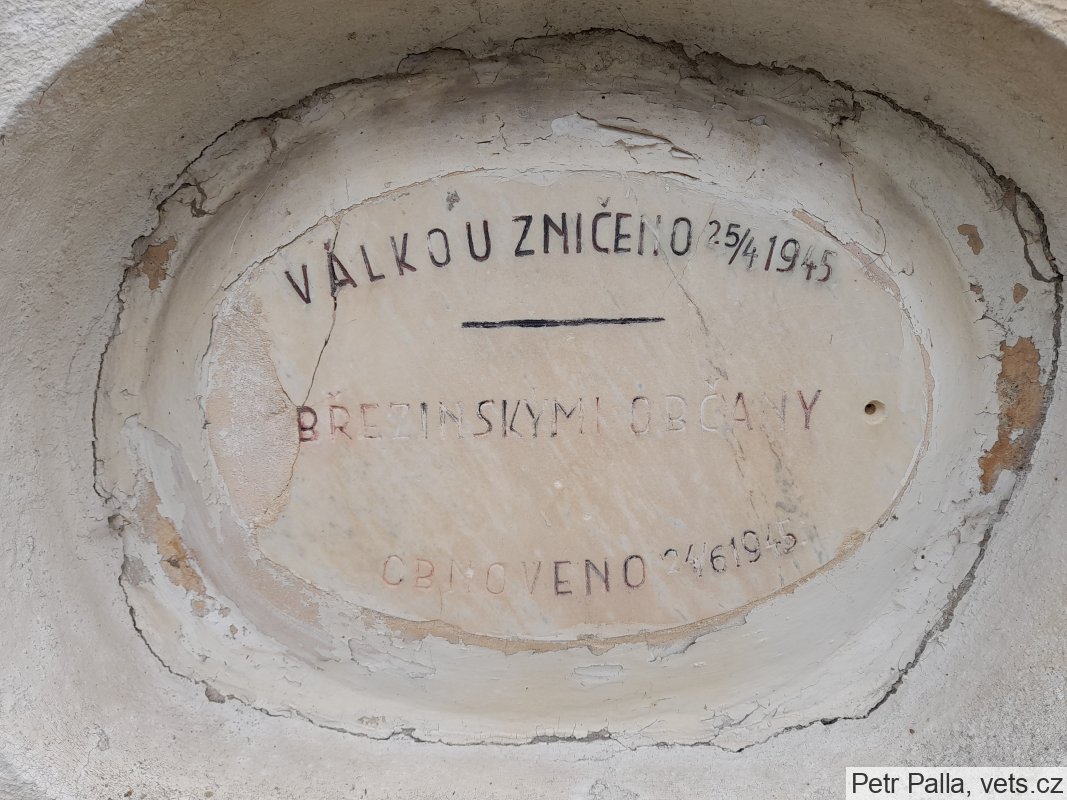 VÁLKOU ZNIČENO 25/4 1945
BŘEZINSKÝMI OBČANY
OBNOVENO 24/6 1945
Petr Palla, vets.cz